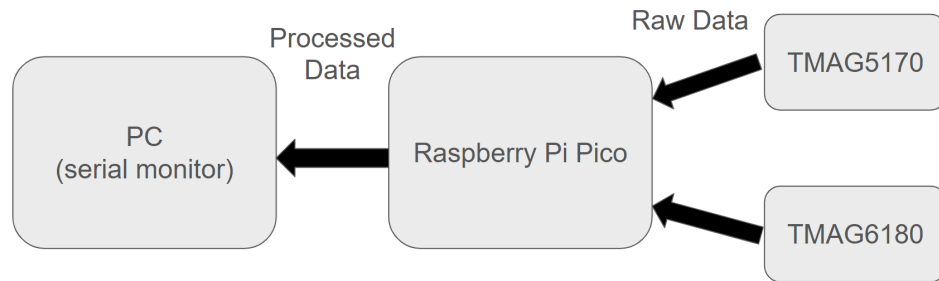 Processed
Data
Raw Data
TMAG5170
PC
(serial monitor)
Raspberry Pi Pico
TMAG6180